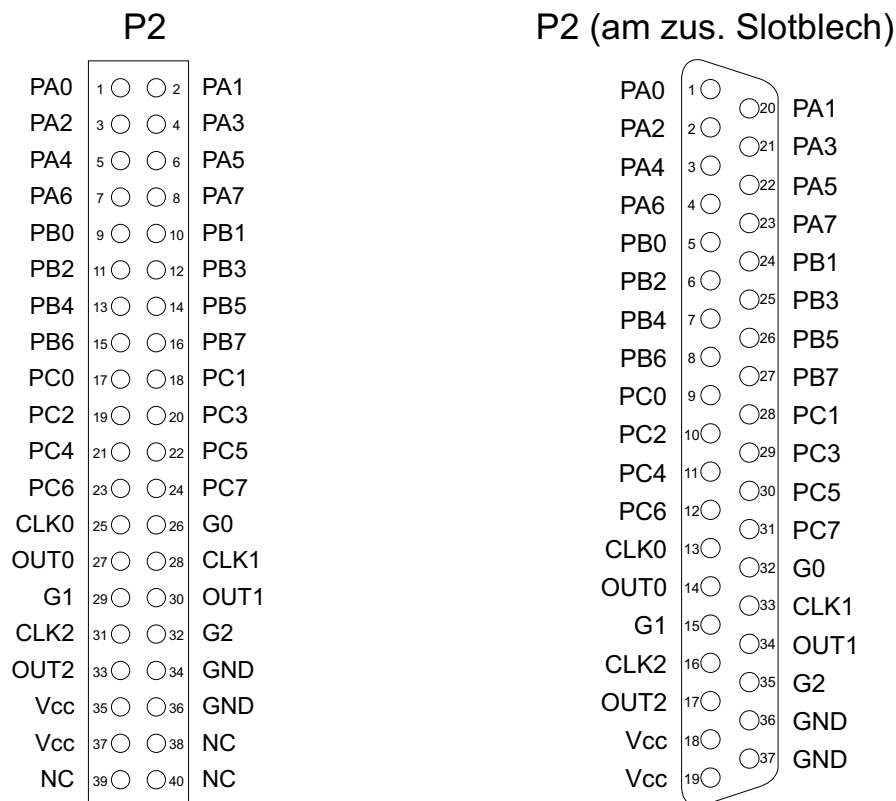 P2
PA0 1 2 PA1
PA2 3 4 PA3
PA4 5 6 PA5
PA6 7 8 PA7
PB0 9 10 PB1
PB2 11 12 PB3
PB4 13 14 PB5
PB6 15 16 PB7
PC0 17 18 PC1
PC2 19 20 PC3
PC4 21 22 PC5
PC6 23 24 PC7
CLK0 25 26 G0
OUT0 27 28 CLK1
G1 29 30 OUT1
CLK2 31 32 G2
OUT2 33 34 GND
Vcc 35 36 GND
Vcc 37 38 NC
NC 39 40 NC
P2 (am zus. Slotblech)
PA0 1
20 PA1
PA2 2
21 PA3
PA4 3
22 PA5
PA6 4
23 PA7
PB0 5
24 PB1
PB2 6
25 PB3
PB4 7
26 PB5
PB6 8
27 PB7
PC0 9
28 PC1
PC2 10
29 PC3
PC4 11
30 PC5
PC6 12
31 PC7
CLK0 13
32 G0
OUT0 14
33 CLK1
G1 15
34 OUT1
CLK2 16
35 G2
OUT2 17
36 GND
Vcc 18
37 GND
Vcc 19